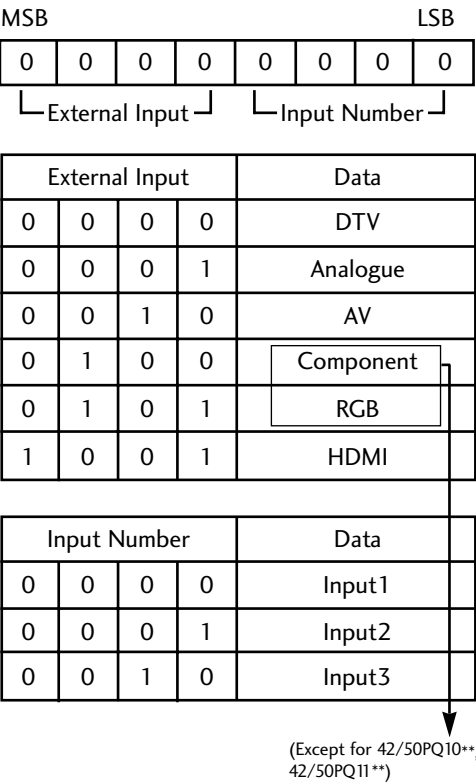 MSB LSB
0 0 0 0 0 0 0 0
External Input Input Number
External Input Data
0 0 0 0 DTV
0 0 0 1 Analogue
0 0 1 0 AV
0 1 0 0 Component
0 1 0 1 RGB
1 0 0 1 HDMI
Input Number Data
0 0 0 0 Input1
0 0 0 1 Input2
0 0 1 0 Input3
(Except for 42/50PQ10**
42/50PQ11**)